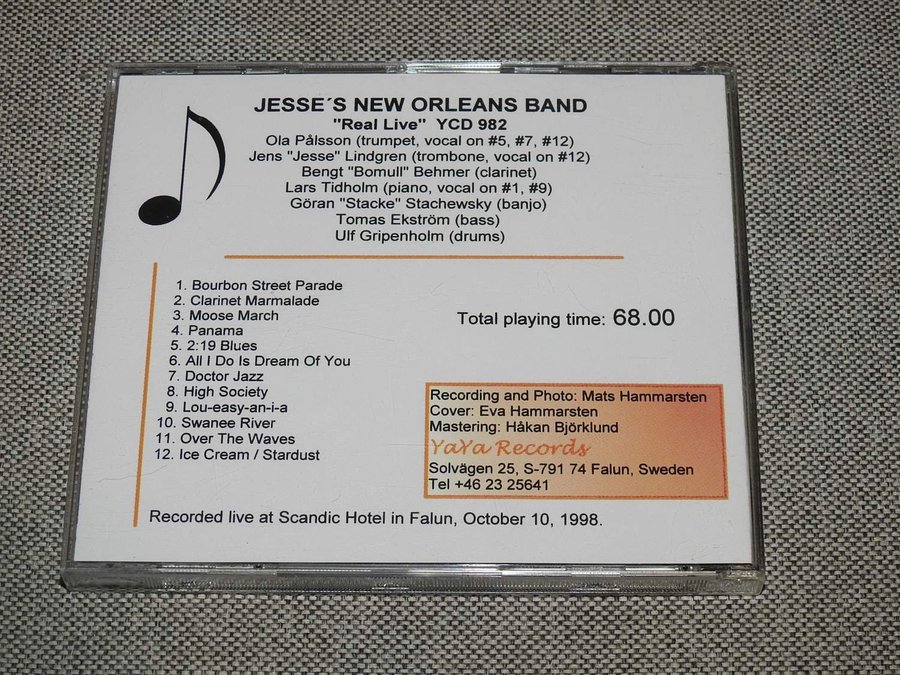 JESSE´S NEW ORLEANS BAND
"Real Live" YCD 982
Ola Pålsson (trumpet, vocal on #5, #7, #12)
Jens "Jesse" Lindgren (trombone, vocal on #12)
Bengt "Bomull" Behmer (clarinet)
Lars Tidholm (piano, vocal on #1, #9)
Göran "Stacke" Stachewsky (banjo)
Tomas Ekström (bass)
Ulf Gripenholm (drums)
1. Bourbon Street Parade
2. Clarinet Marmalade
3. Moose March
4. Panama
5. 2:19 Blues
6. All I Do Is Dream Of You
7. Doctor Jazz
8. High Society
9. Lou-easy-an-i-a
10. Swanee River
11. Over The Waves
12. Ice Cream / Stardust
Total playing time: 68.00
Recording and Photo: Mats Hammarsten
Cover: Eva Hammarsten
Mastering: Håkan Björklund
YaYa Records
Solvägen 25, S-791 74 Falun, Sweden
Tel +46 23 25641
Recorded live at Scandic Hotel in Falun, October 10, 1998.